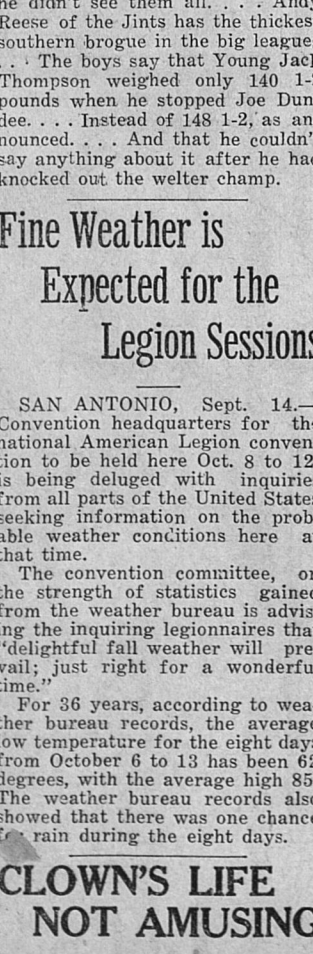 he didn't see them all. . . . Andy
Reese of the Jints has the thickes
southern brogue in the big league
. . . The boys say that Young Jac
Thompson weighed only 140 1-
pounds when he stopped Joe Dun
dee. . . . Instead of 148 1-2, as an
nounced. . . . And that he couldn'
say anything about it after he had
knocked out the welter champ.
Fine Weather is
Expected for the
Legion Sessions
SAN ANTONIO, Sept. 14.—
Convention headquarters for th
national American Legion conven
tion to be held here Oct. 8 to 12
is being deluged with inquirie
from all parts of the United State
seeking information on the prob
able weather conditions here a
that time.
The convention committee, on
the strength of statistics gained
from the weather bureau is advis
ing the inquiring legionnaires tha
"delightful fall weather will pre
vail; just right for a wonderfu
time."
For 36 years, according to wea
ther bureau records, the average
low temperature for the eight day
from October 6 to 13 has been 62
degrees, with the average high 85
The weather bureau records also
showed that there was one chance
for rain during the eight days.
CLOWN'S LIFE
NOT AMUSING